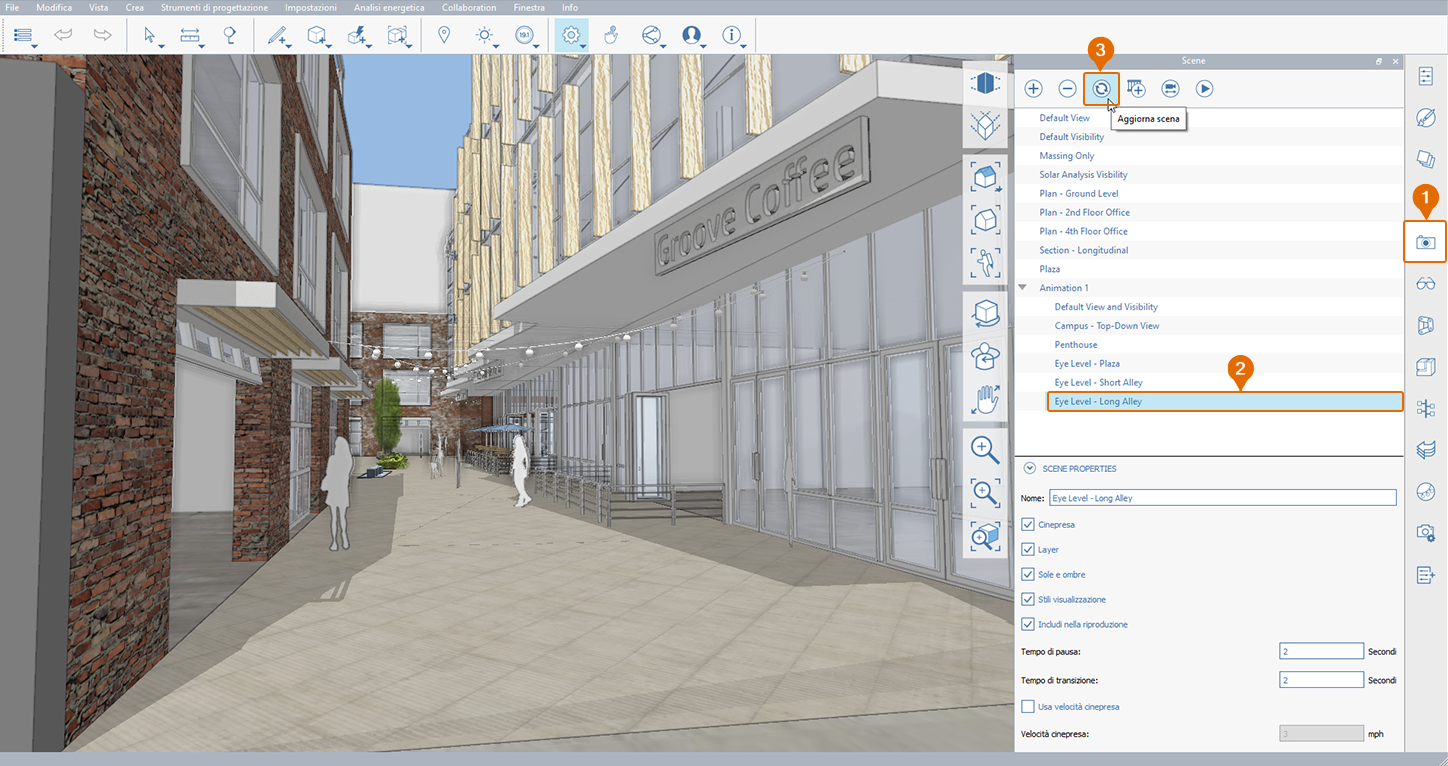 File Modifica Vista Crea Strumenti di progettazione Impostazioni Analisi energetica Collaboration Finestra Info
19.1
3
Scene
Aggiorna scena
Default View
Default Visibility
Massing Only
Solar Analysis Visbility
Plan - Ground Level
1
Plan - 2nd Floor Office
Plan - 4th Floor Office
Section - Longitudinal
Plaza
Animation 1
Default View and Visibility
Campus - Top-Down View
Penthouse
Eye Level - Plaza
2
Eye Level - Short Alley
Eye Level - Long Alley
SCENE PROPERTIES
Nome: Eye Level - Long Alley
Cinepresa
Layer
Sole e ombre
Stili visualizzazione
Includi nella riproduzione
Tempo di pausa: 2 Secondi
Tempo di transizione: 2 Secondi
Usa velocità cinepresa
Velocità cinepresa: 3 mph
Groove Coffee